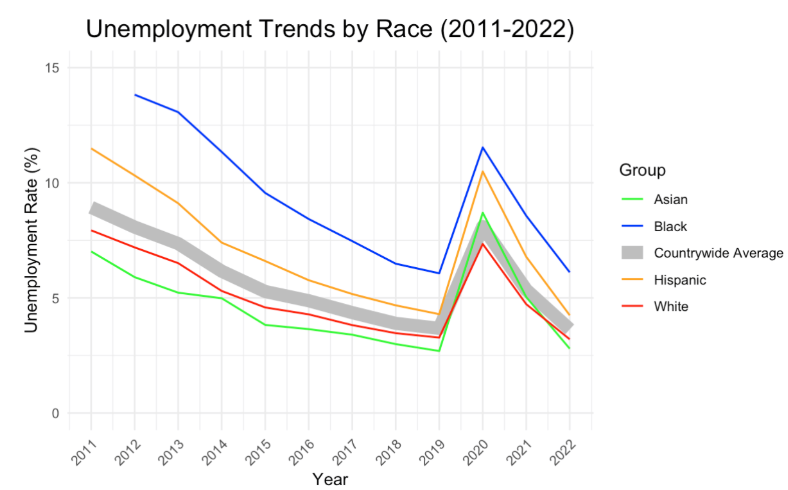 Unemployment Trends by Race (2011-2022)
Unemployment Rate (%)
15
10
5
0
2011
2012
2013
2014
2015
2016
2017
2018
2019
2020
2021
2022
Year
Group
Asian
Black
Countrywide Average
Hispanic
White